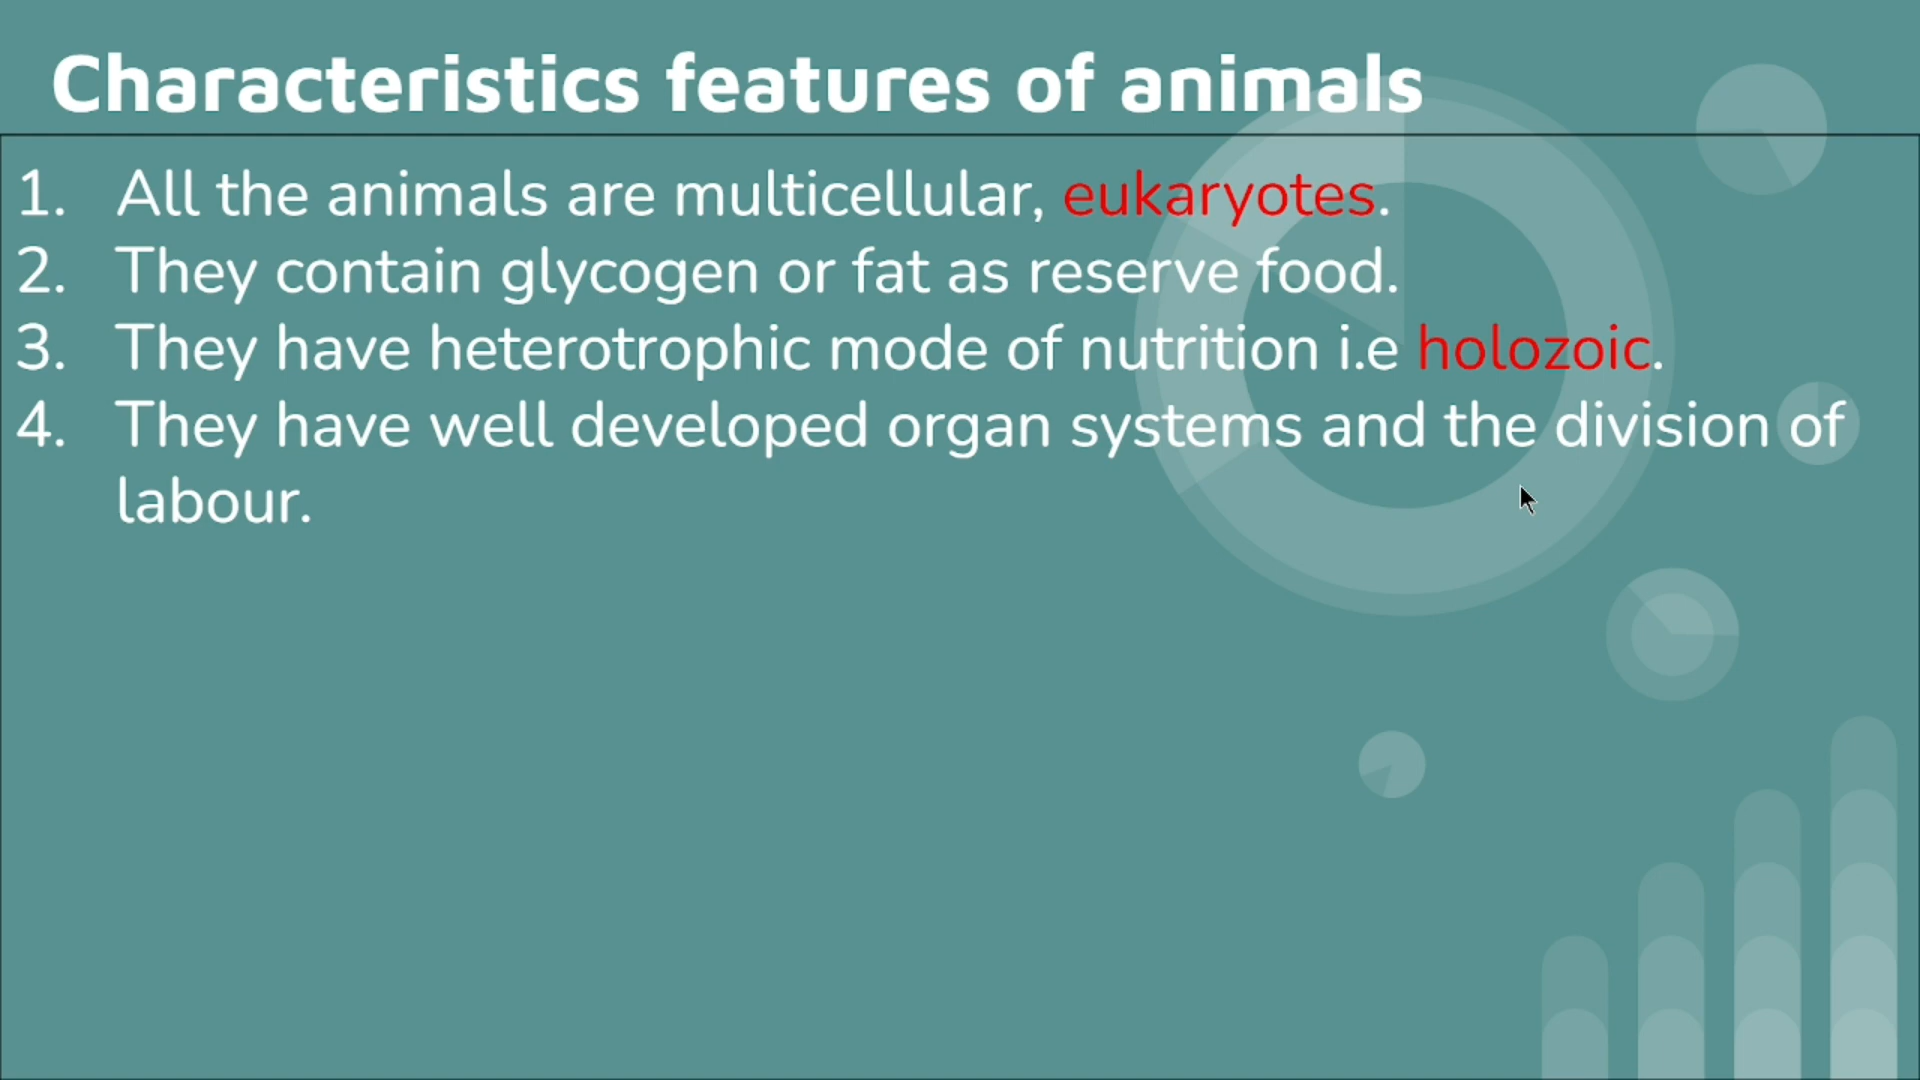 Characteristics features of animals
1. All the animals are multicellular, eukaryotes.
2. They contain glycogen or fat as reserve food.
3. They have heterotrophic mode of nutrition i.e holozoic.
4. They have well developed organ systems and the division of
labour.